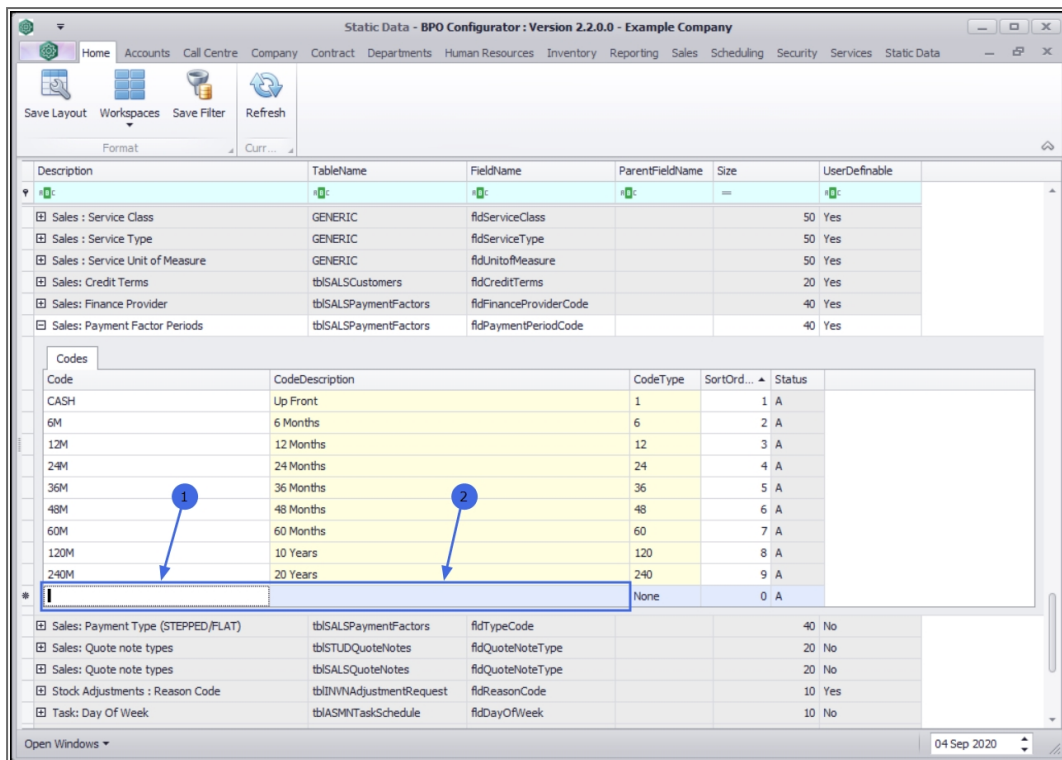 Static Data - BPO Configurator : Version 2.2.0.0 - Example Company
Home Accounts Call Centre Company Contract Departments Human Resources Inventory Reporting Sales Scheduling Security Services Static Data
Save Layout Workspaces Save Filter Refresh
Format Curr...
Description TableName FieldName ParentFieldName Size UserDefinable
Sales : Service Class GENERIC fldServiceClass 50 Yes
Sales : Service Type GENERIC fldServiceType 50 Yes
Sales : Service Unit of Measure GENERIC fldUnitofMeasure 50 Yes
Sales: Credit Terms tblSALSCustomers fldCreditTerms 20 Yes
Sales: Finance Provider tblSALSPaymentFactors fldFinanceProviderCode 40 Yes
Sales: Payment Factor Periods tblSALSPaymentFactors fldPaymentPeriodCode 40 Yes
Codes
Code CodeDescription CodeType SortOrd... Status
CASH Up Front 1 1 A
6M 6 Months 6 2 A
12M 12 Months 12 3 A
24M 24 Months 24 4 A
36M 36 Months 36 5 A
1 2
48M 48 Months 48 6 A
60M 60 Months 60 7 A
120M 10 Years 120 8 A
240M 20 Years 240 9 A
None 0 A
Sales: Payment Type (STEPPED/FLAT) tblSALSPaymentFactors fldTypeCode 40 No
Sales: Quote note types tblSTUDQuoteNotes fldQuoteNoteType 20 No
Sales: Quote note types tblSALSQuoteNotes fldQuoteNoteType 20 No
Stock Adjustments : Reason Code tblINVNAdjustmentRequest fldReasonCode 10 Yes
Task: Day Of Week tblASMNTaskSchedule fldDayOfWeek 10 No
Open Windows 04 Sep 2020